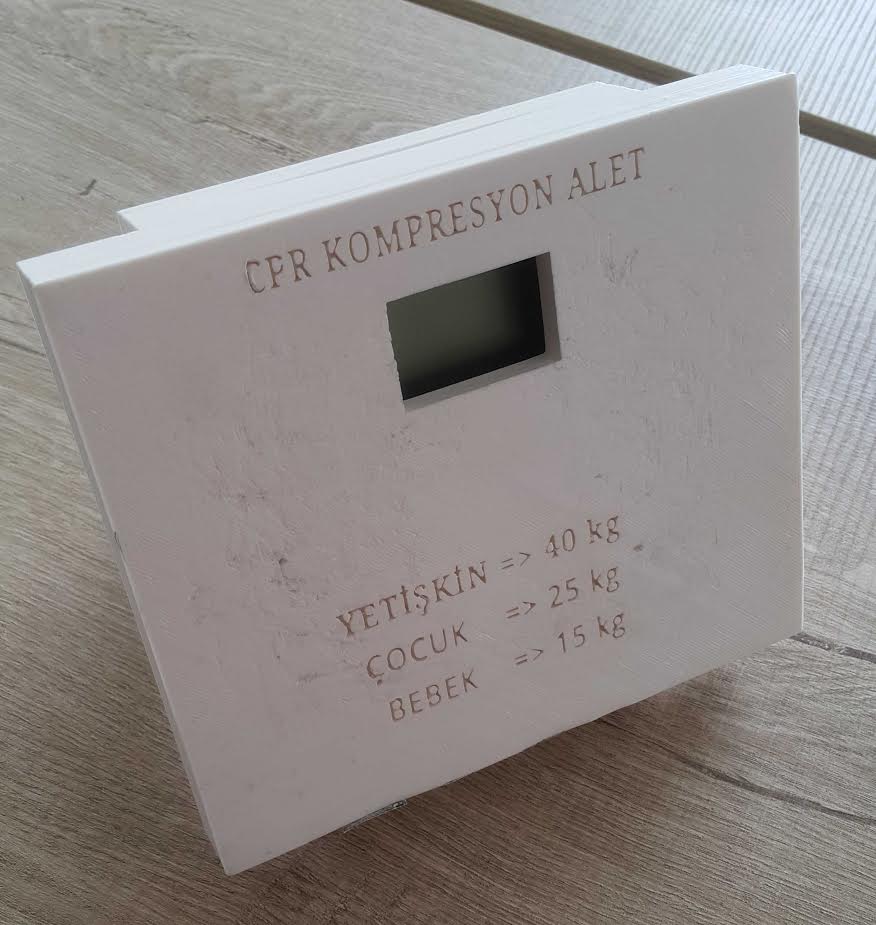 CPR KOMPRESYON ALET
YETİŞKİN => 40 kg
ÇOCUK => 25 kg
BEBEK => 15 kg